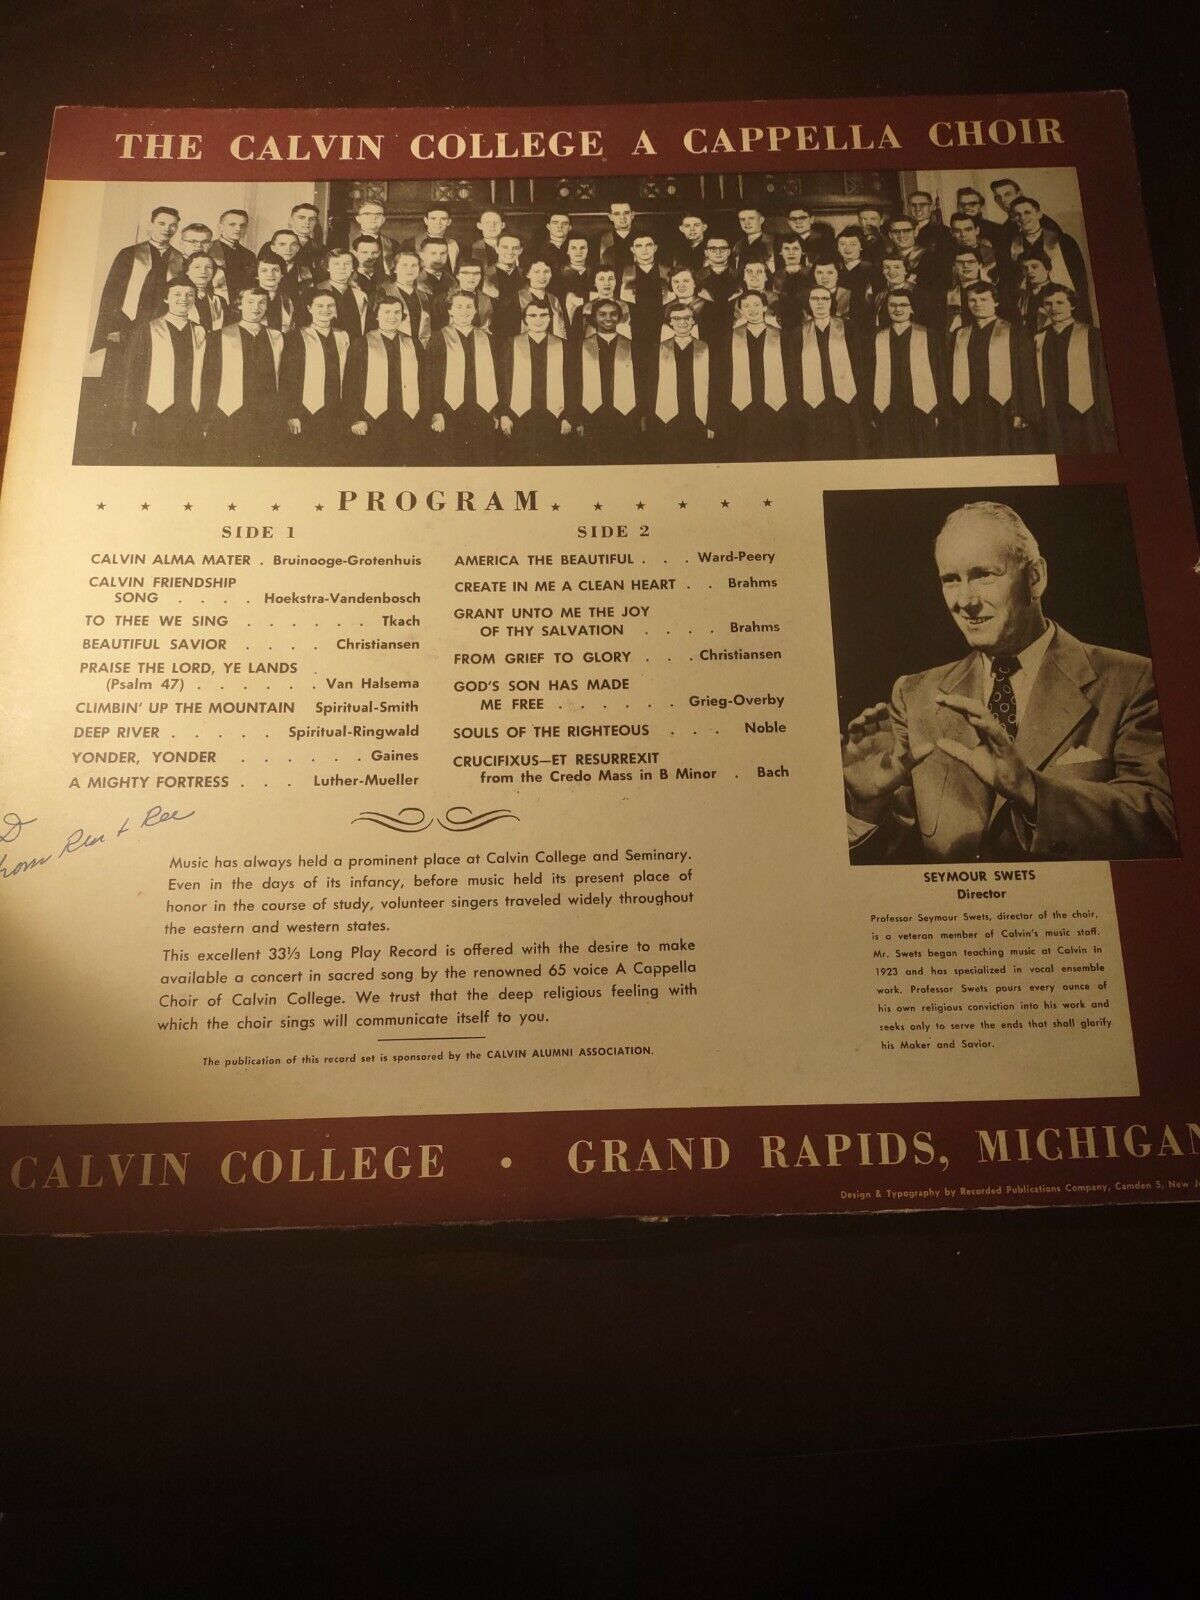 THE CALVIN COLLEGE A CAPPELLA CHOIR
★ ★ ★ ★ ★ ★ PROGRAM ★ ★ ★ ★ ★ ★
SIDE 1
CALVIN ALMA MATER . Bruinooge-Grotenhuis
CALVIN FRIENDSHIP
SONG . . . . Hoekstra-Vandenbosch
TO THEE WE SING . . . . . . Tkach
BEAUTIFUL SAVIOR . . . . Christiansen
PRAISE THE LORD, YE LANDS .
(Psalm 47) . . . . . . Van Halsema
CLIMBIN' UP THE MOUNTAIN Spiritual-Smith
DEEP RIVER . . . . . Spiritual-Ringwald
YONDER, YONDER . . . . . . Gaines
A MIGHTY FORTRESS . . . Luther-Mueller
SIDE 2
AMERICA THE BEAUTIFUL . . . Ward-Peery
CREATE IN ME A CLEAN HEART . . Brahms
GRANT UNTO ME THE JOY
OF THY SALVATION . . . . Brahms
FROM GRIEF TO GLORY . . . Christiansen
GOD'S SON HAS MADE
ME FREE . . . . . . Grieg-Overby
SOULS OF THE RIGHTEOUS . . . Noble
CRUCIFIXUS—ET RESURREXIT
from the Credo Mass in B Minor . Bach
from Rev + Ree
Music has always held a prominent place at Calvin College and Seminary.
Even in the days of its infancy, before music held its present place of
honor in the course of study, volunteer singers traveled widely throughout
the eastern and western states.
This excellent 33⅓ Long Play Record is offered with the desire to make
available a concert in sacred song by the renowned 65 voice A Cappella
Choir of Calvin College. We trust that the deep religious feeling with
which the choir sings will communicate itself to you.
The publication of this record set is sponsored by the CALVIN ALUMNI ASSOCIATION.
SEYMOUR SWETS
Director
Professor Seymour Swets, director of the choir,
is a veteran member of Calvin's music staff.
Mr. Swets began teaching music at Calvin in
1923 and has specialized in vocal ensemble
work. Professor Swets pours every ounce of
his own religious conviction into his work and
seeks only to serve the ends that shall glorify
his Maker and Savior.
CALVIN COLLEGE • GRAND RAPIDS, MICHIGAN
Design & Typography by Recorded Publications Company, Camden 5, New J